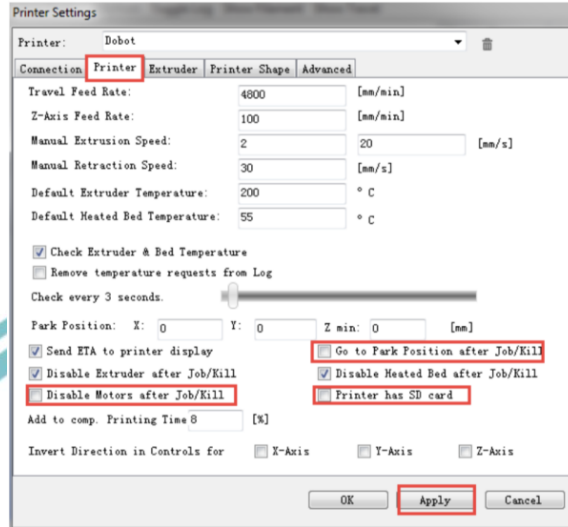 Printer Settings
Printer: Dobot
Connection Printer Extruder Printer Shape Advanced
Travel Feed Rate: 4800 [mm/min]
Z-Axis Feed Rate: 100 [mm/min]
Manual Extrusion Speed: 2 20 [mm/s]
Manual Retraction Speed: 30 [mm/s]
Default Extruder Temperature: 200 ° C
Default Heated Bed Temperature: 55 ° C
Check Extruder & Bed Temperature
Remove temperature requests from Log
Check every 3 seconds.
Park Position: X: 0 Y: 0 Z min: 0 [mm]
Send ETA to printer display Go to Park Position after Job/Kill
Disable Extruder after Job/Kill Disable Heated Bed after Job/Kill
Disable Motors after Job/Kill Printer has SD card
Add to comp. Printing Time 8 [%]
Invert Direction in Controls for X-Axis Y-Axis Z-Axis
OK Apply Cancel